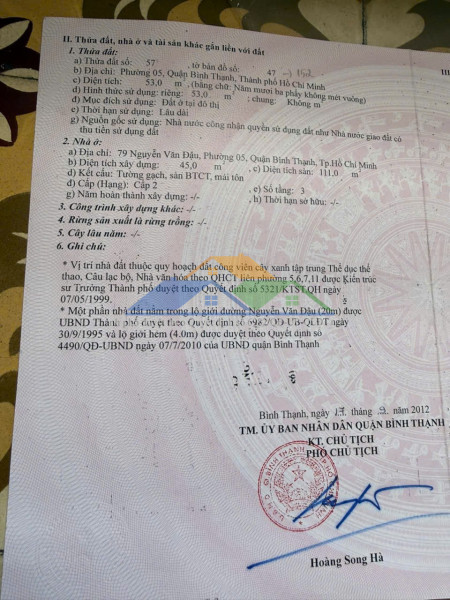 II. Thửa đất, nhà ở và tài sản khác gắn liền với đất
III
1. Thửa đất:
a) Thửa đất số: 57 , tờ bản đồ số: 47
b) Địa chỉ: Phường 05, Quận Bình Thạnh, Thành phố Hồ Chí Minh
c) Diện tích: 53.0 m², (bằng chữ: Năm mươi ba phẩy không mét vuông)
d) Hình thức sử dụng: riêng: 53.0 m² ; chung: Không m²
đ) Mục đích sử dụng: Đất ở tại đô thị
e) Thời hạn sử dụng: Lâu dài
g) Nguồn gốc sử dụng: Nhà nước công nhận quyền sử dụng đất như Nhà nước giao đất có
thu tiền sử dụng đất
2. Nhà ở:
a) Địa chỉ: 79 Nguyễn Văn Đậu, Phường 05, Quận Bình Thạnh, Tp.Hồ Chí Minh
b) Diện tích xây dựng: 45,0 m² c) Diện tích sàn: 111.0 m²
d) Kết cấu: Tường gạch, sàn BTCT, mái tôn
đ) Cấp (Hạng): Cấp 2 e) Số tầng: 3
g) Năm hoàn thành xây dựng: -/- h) Thời hạn sở hữu: -/-
3. Công trình xây dựng khác: -/-
4. Rừng sản xuất là rừng trồng: -/-
5. Cây lâu năm: -/-
6. Ghi chú:
* Vị trí nhà đất thuộc quy hoạch đất công viên cây xanh tập trung Thể dục thể
thao, Câu lạc bộ, Nhà văn hóa theo QHCT liên phường 5,6,7,11 được Kiến trúc
sư Trưởng Thành phố duyệt theo Quyết định số 5321/KTST.QH ngày
07/05/1999.
* Một phần nhà đất nằm trong lộ giới đường Nguyễn Văn Đậu (20m) được
UBND Thành phố duyệt theo Quyết định số 6982/QĐ-UB-QLĐT ngày
30/9/1995 và lộ giới hẻm (4.0m) được duyệt theo Quyết định số
4490/QĐ-UBND ngày 07/7/2010 của UBND quận Bình Thạnh
Bình Thạnh, ngày tháng năm 2012
TM. ỦY BAN NHÂN DÂN QUẬN BÌNH THẠNH
KT. CHỦ TỊCH
PHÓ CHỦ TỊCH
Hoàng Song Hà